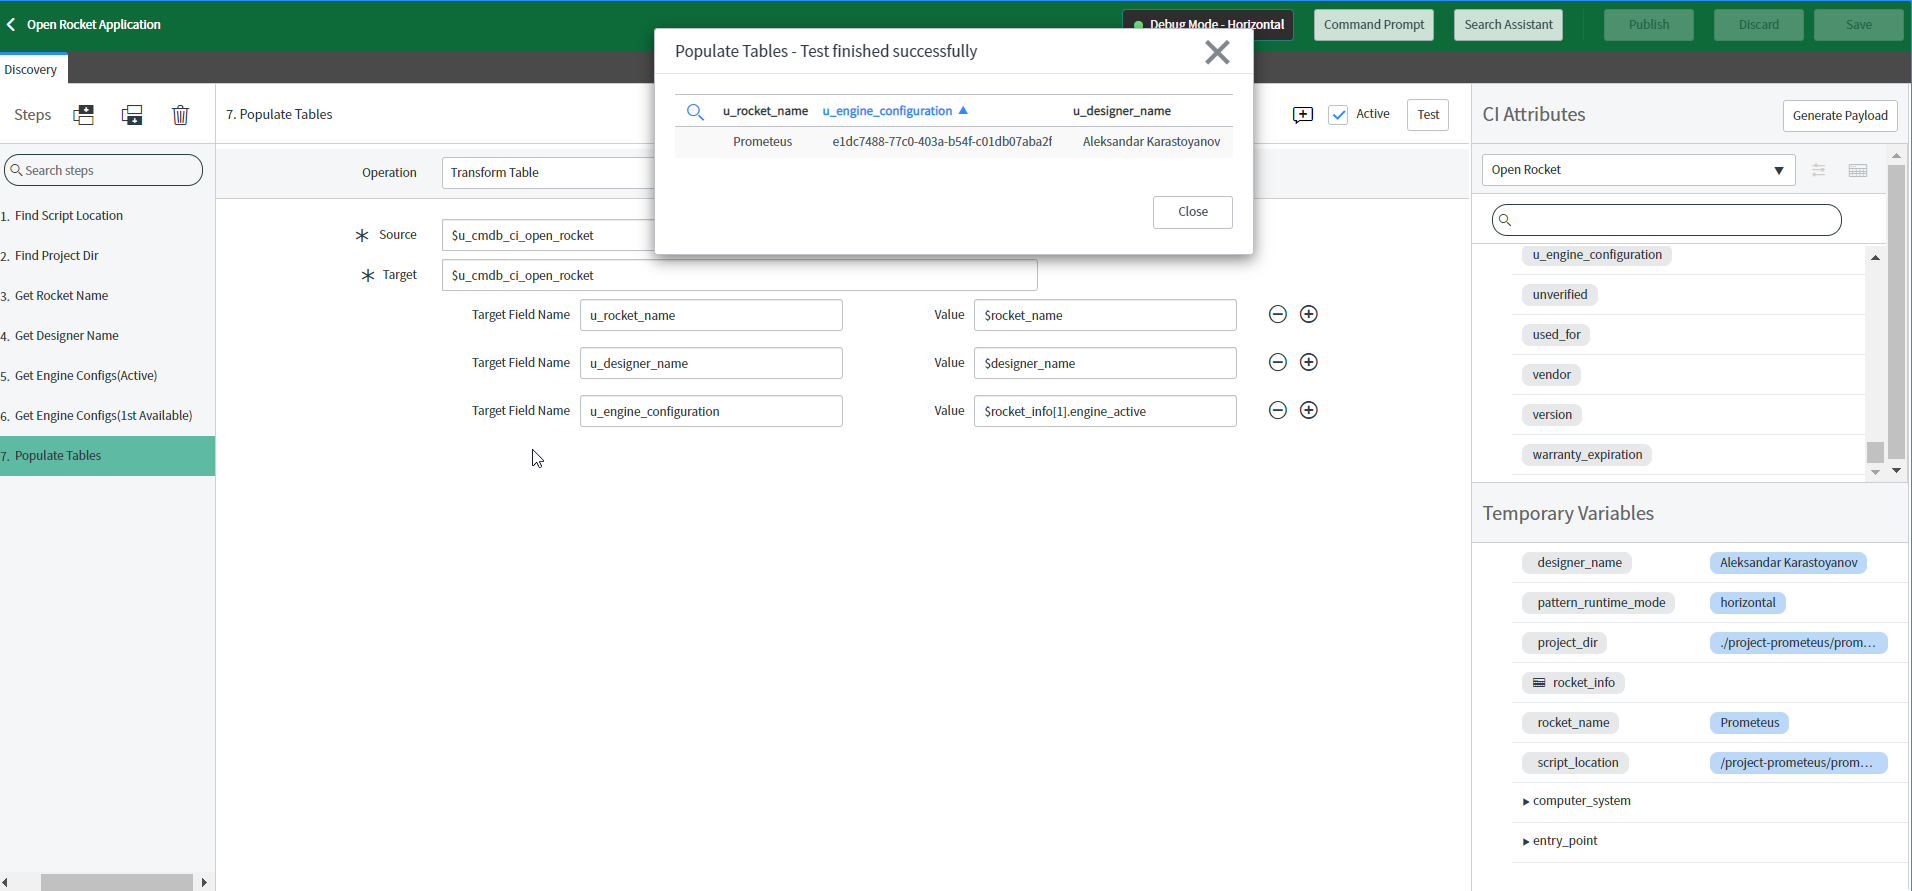 Open Rocket Application
Debug Mode - Horizontal
Command Prompt
Search Assistant
Publish
Discard
Save
Discovery
Steps
Search steps
1. Find Script Location
2. Find Project Dir
3. Get Rocket Name
4. Get Designer Name
5. Get Engine Configs(Active)
6. Get Engine Configs(1st Available)
7. Populate Tables
7. Populate Tables
Active
Test
Operation
Transform Table
Source
$u_cmdb_ci_open_rocket
Target
$u_cmdb_ci_open_rocket
Target Field Name u_rocket_name Value $rocket_name
Target Field Name u_designer_name Value $designer_name
Target Field Name u_engine_configuration Value $rocket_info[1].engine_active
Populate Tables - Test finished successfully
u_rocket_name u_engine_configuration u_designer_name
Prometeus e1dc7488-77c0-403a-b54f-c01db07aba2f Aleksandar Karastoyanov
Close
CI Attributes
Generate Payload
Open Rocket
u_engine_configuration
unverified
used_for
vendor
version
warranty_expiration
Temporary Variables
designer_name Aleksandar Karastoyanov
pattern_runtime_mode horizontal
project_dir ./project-prometeus/prom...
rocket_info
rocket_name Prometeus
script_location /project-prometeus/prom...
computer_system
entry_point